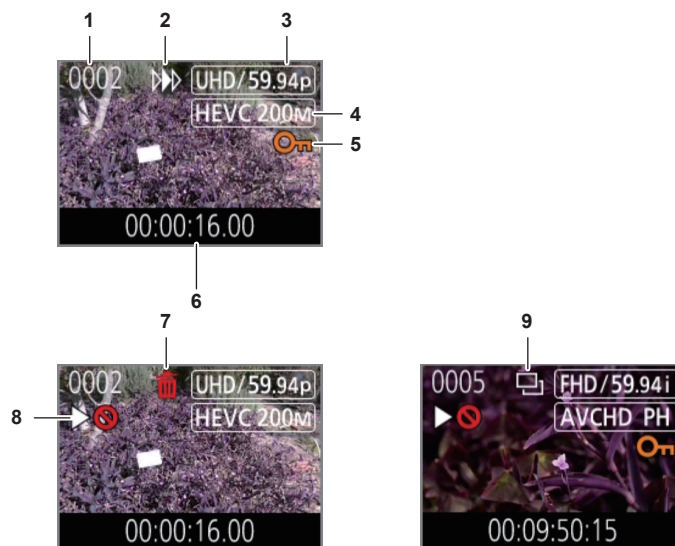 1 2 3
0002 UHD/59.94p
HEVC 200M 4
5
00:00:16.00
6
7 9
0002 UHD/59.94p
8 HEVC 200M
00:00:16.00
0005 FHD/59.94i
AVCHD PH
00:09:50:15